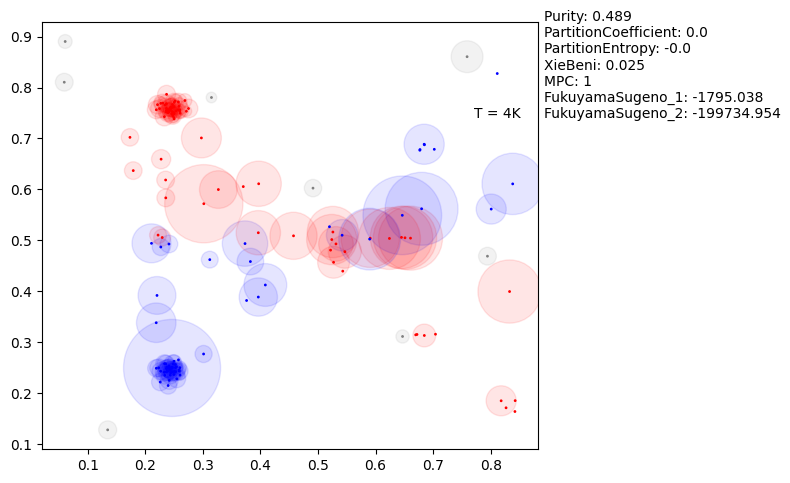 Purity: 0.489
PartitionCoefficient: 0.0
PartitionEntropy: -0.0
XieBeni: 0.025
MPC: 1
FukuyamaSugeno_1: -1795.038
FukuyamaSugeno_2: -199734.954
T = 4K
0.9
0.8
0.7
0.6
0.5
0.4
0.3
0.2
0.1
0.1 0.2 0.3 0.4 0.5 0.6 0.7 0.8